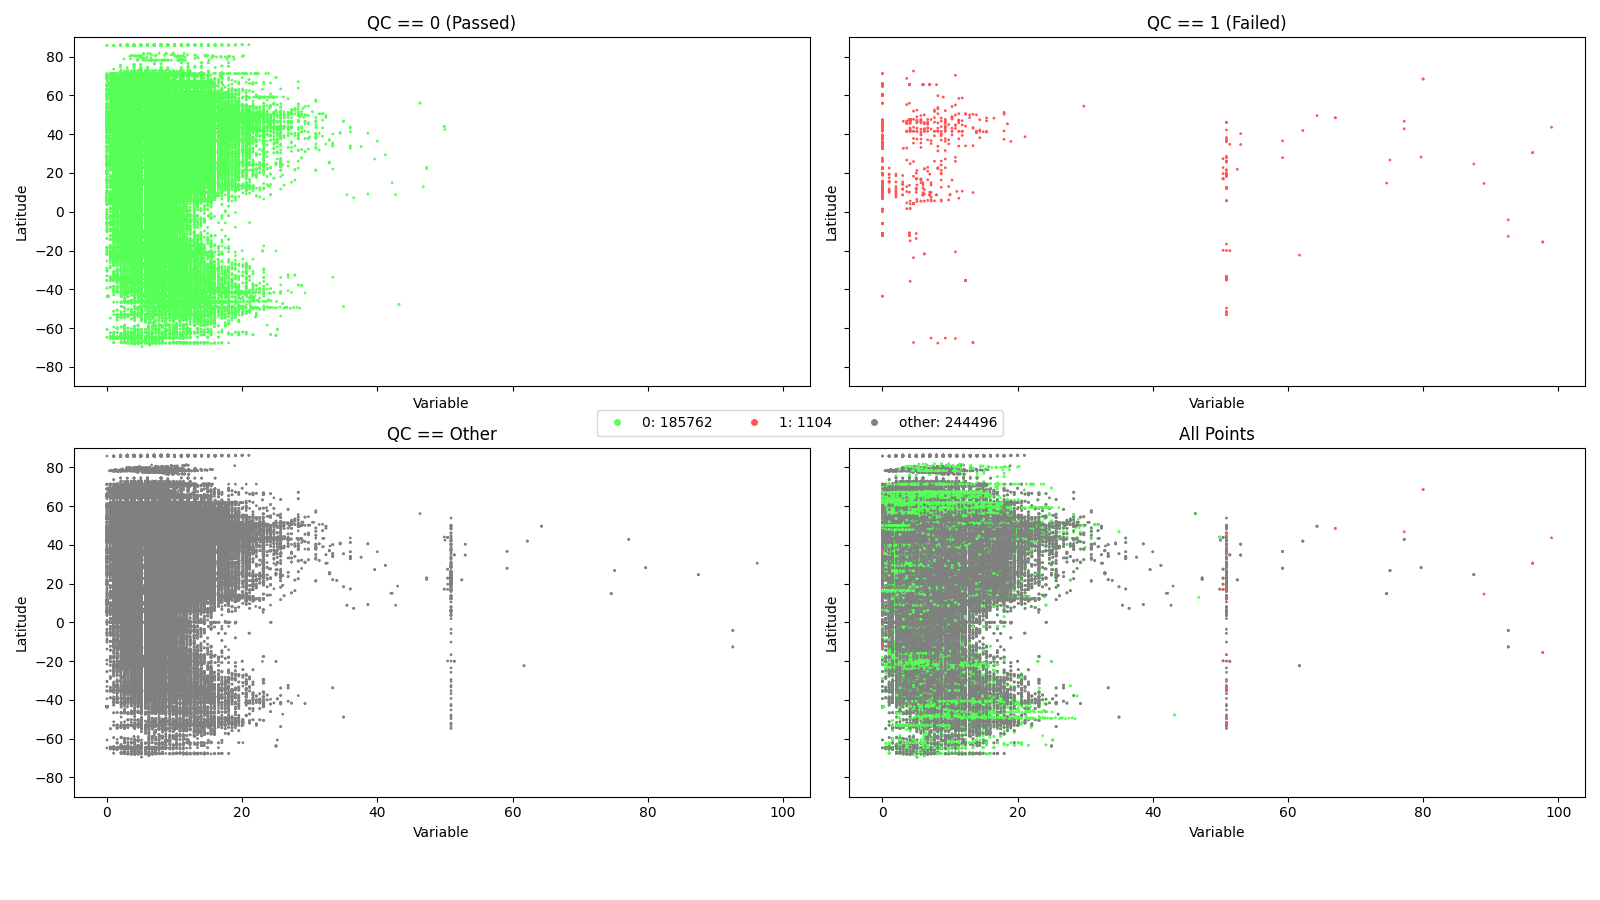 QC == 0 (Passed)
QC == 1 (Failed)
80
60
40
20
0
−20
−40
−60
−80
Latitude
Latitude
Variable
Variable
0: 185762
1: 1104
other: 244496
QC == Other
All Points
80
60
40
20
0
−20
−40
−60
−80
Latitude
Latitude
0
20
40
60
80
100
0
20
40
60
80
100
Variable
Variable